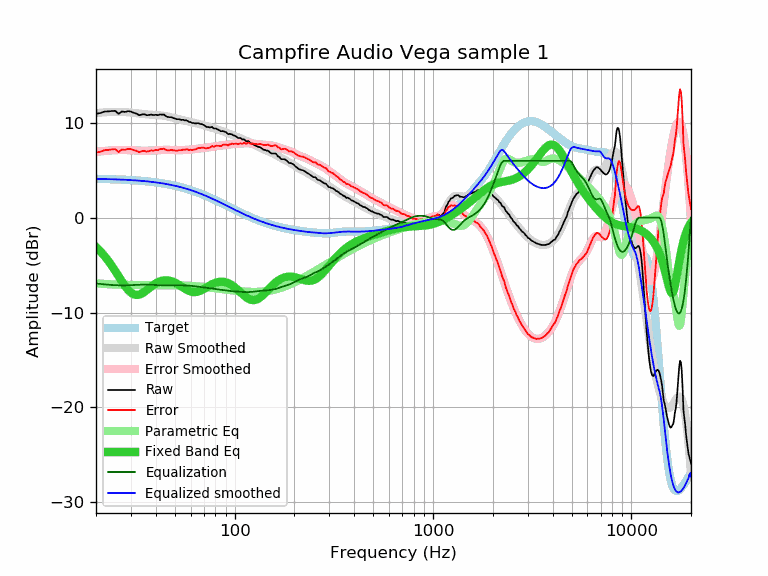 Campfire Audio Vega sample 1
Amplitude (dBr)
10
0
−10
−20
−30
Target
Raw Smoothed
Error Smoothed
Raw
Error
Parametric Eq
Fixed Band Eq
Equalization
Equalized smoothed
100
1000
10000
Frequency (Hz)